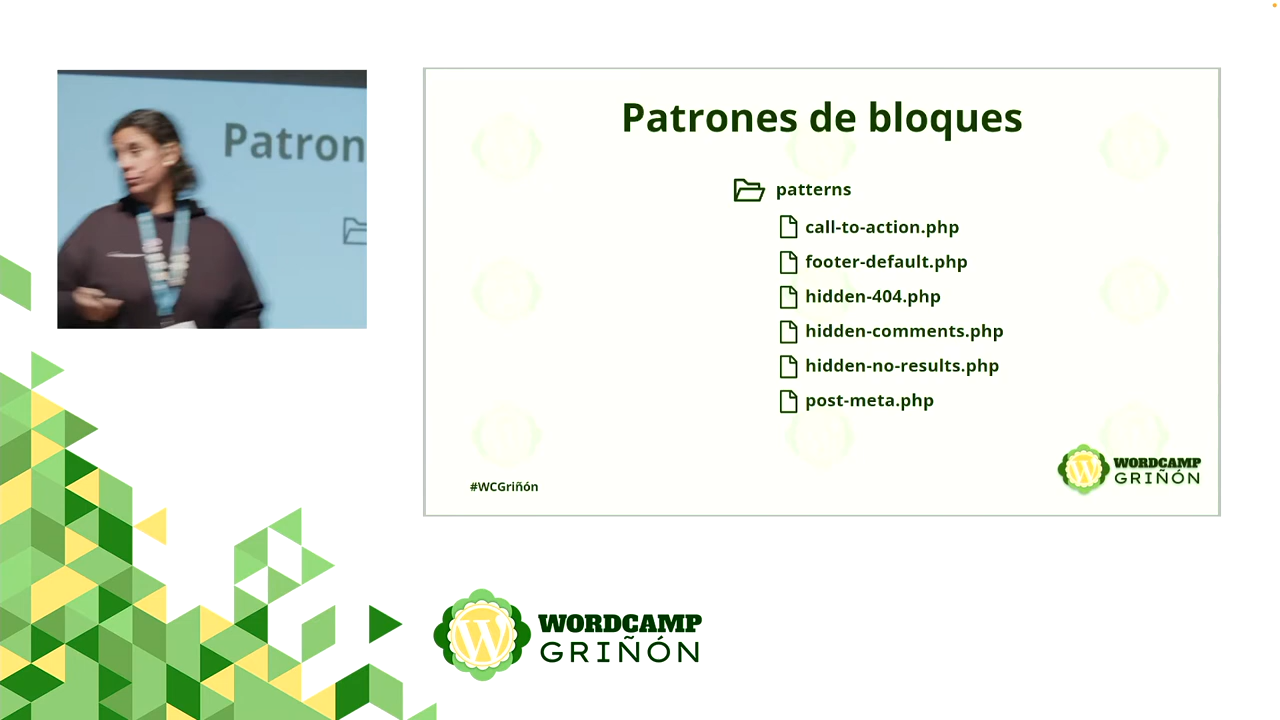 Patron
Patrones de bloques
patterns
call-to-action.php
footer-default.php
hidden-404.php
hidden-comments.php
hidden-no-results.php
post-meta.php
#WCGriñón
WORDCAMP
GRIÑÓN
WORDCAMP
GRIÑÓN